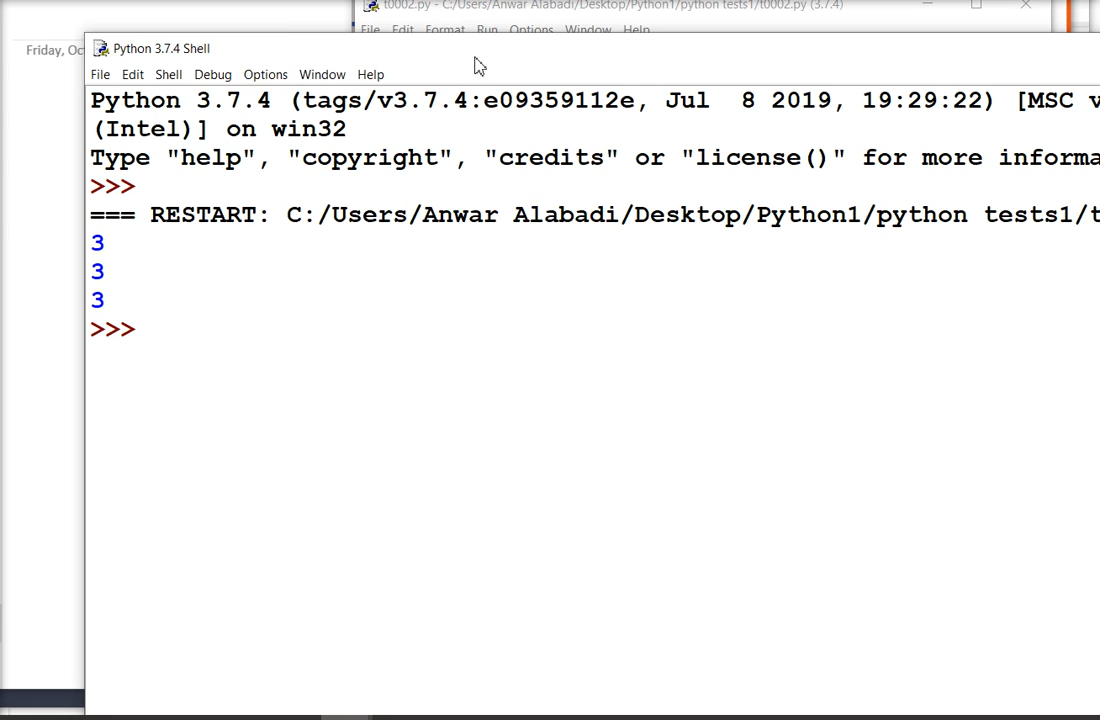 t0002.py - C:/Users/Anwar Alabadi/Desktop/Python1/python tests1/t0002.py (3.7.4)
File Edit Format Run Options Window Help
Friday, Oc
Python 3.7.4 Shell
File Edit Shell Debug Options Window Help
Python 3.7.4 (tags/v3.7.4:e09359112e, Jul  8 2019, 19:29:22) [MSC v
(Intel)] on win32
Type "help", "copyright", "credits" or "license()" for more informa
>>>
=== RESTART: C:/Users/Anwar Alabadi/Desktop/Python1/python tests1/t
3
3
3
>>>